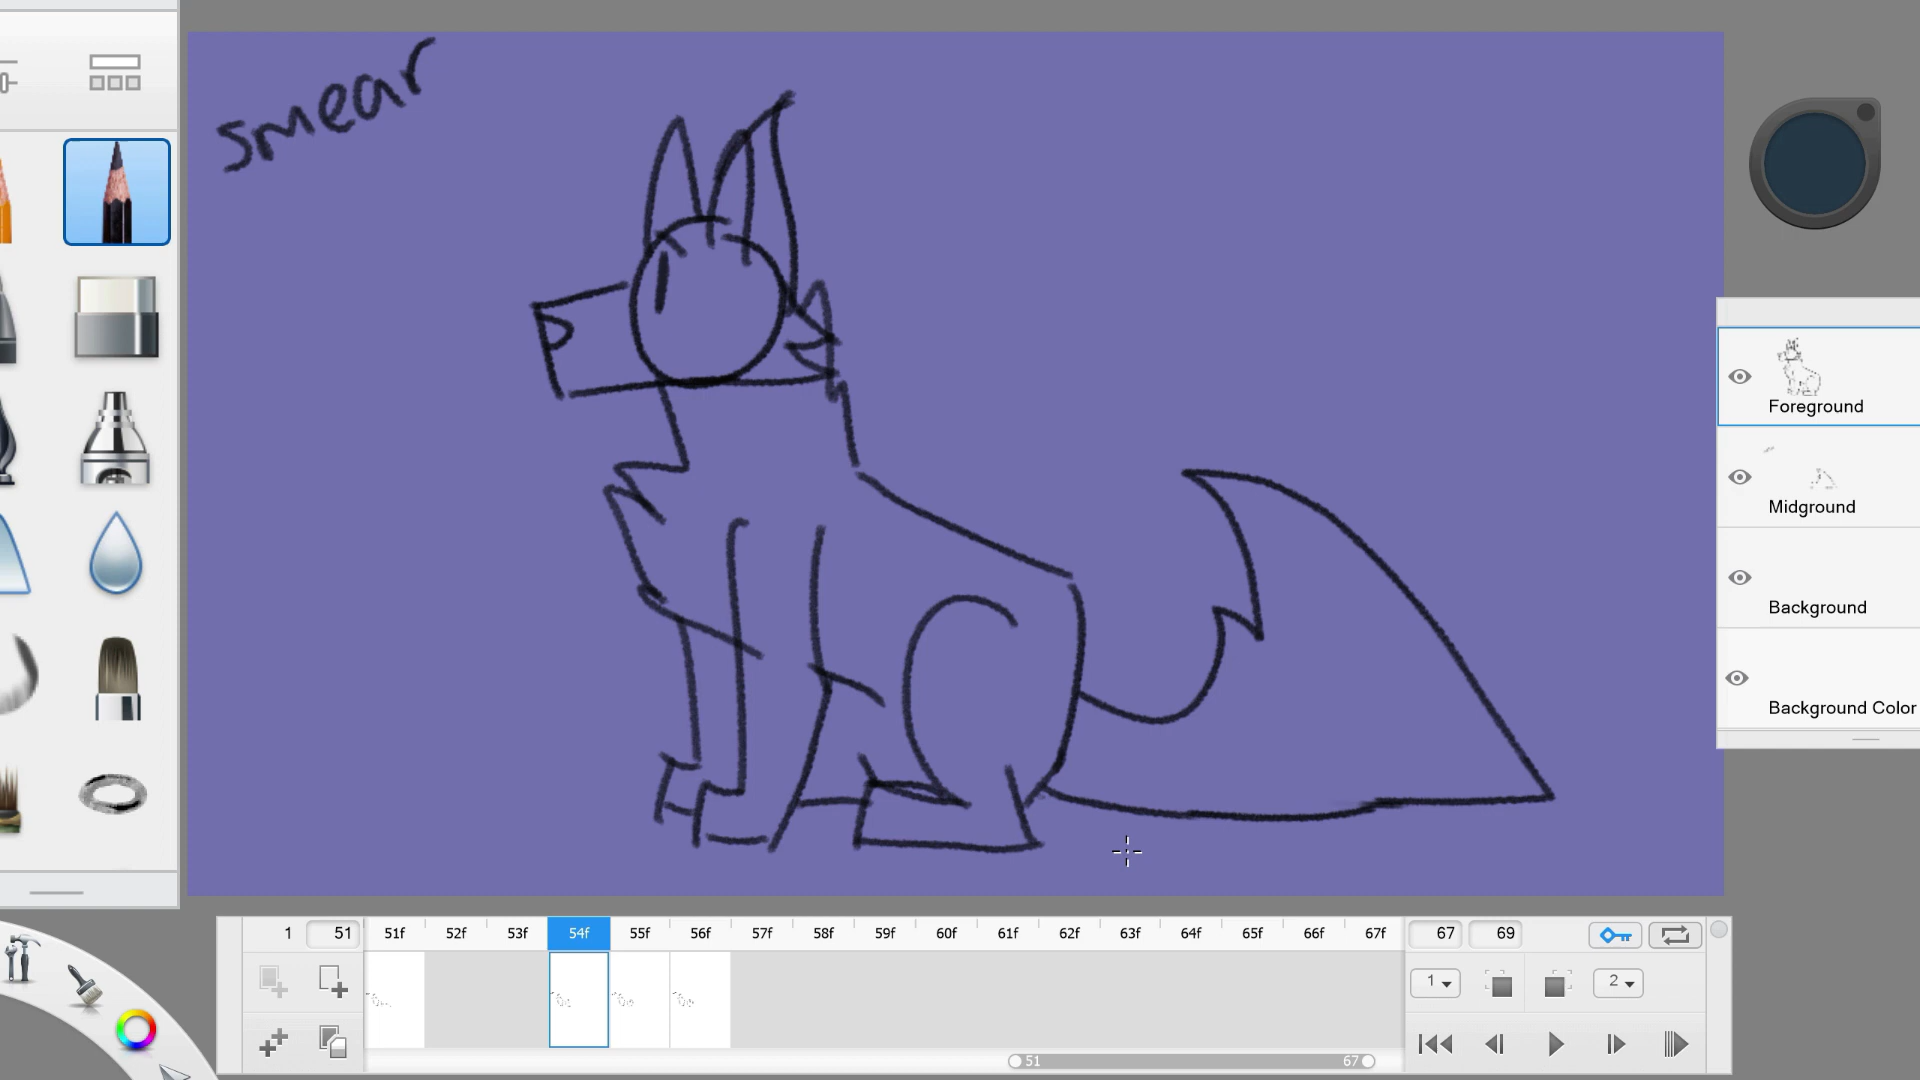 smear
Foreground
Midground
Background
Background Color
1 51 51f 52f 53f 54f 55f 56f 57f 58f 59f 60f 61f 62f 63f 64f 65f 66f 67f 67 69
1 2
51 67